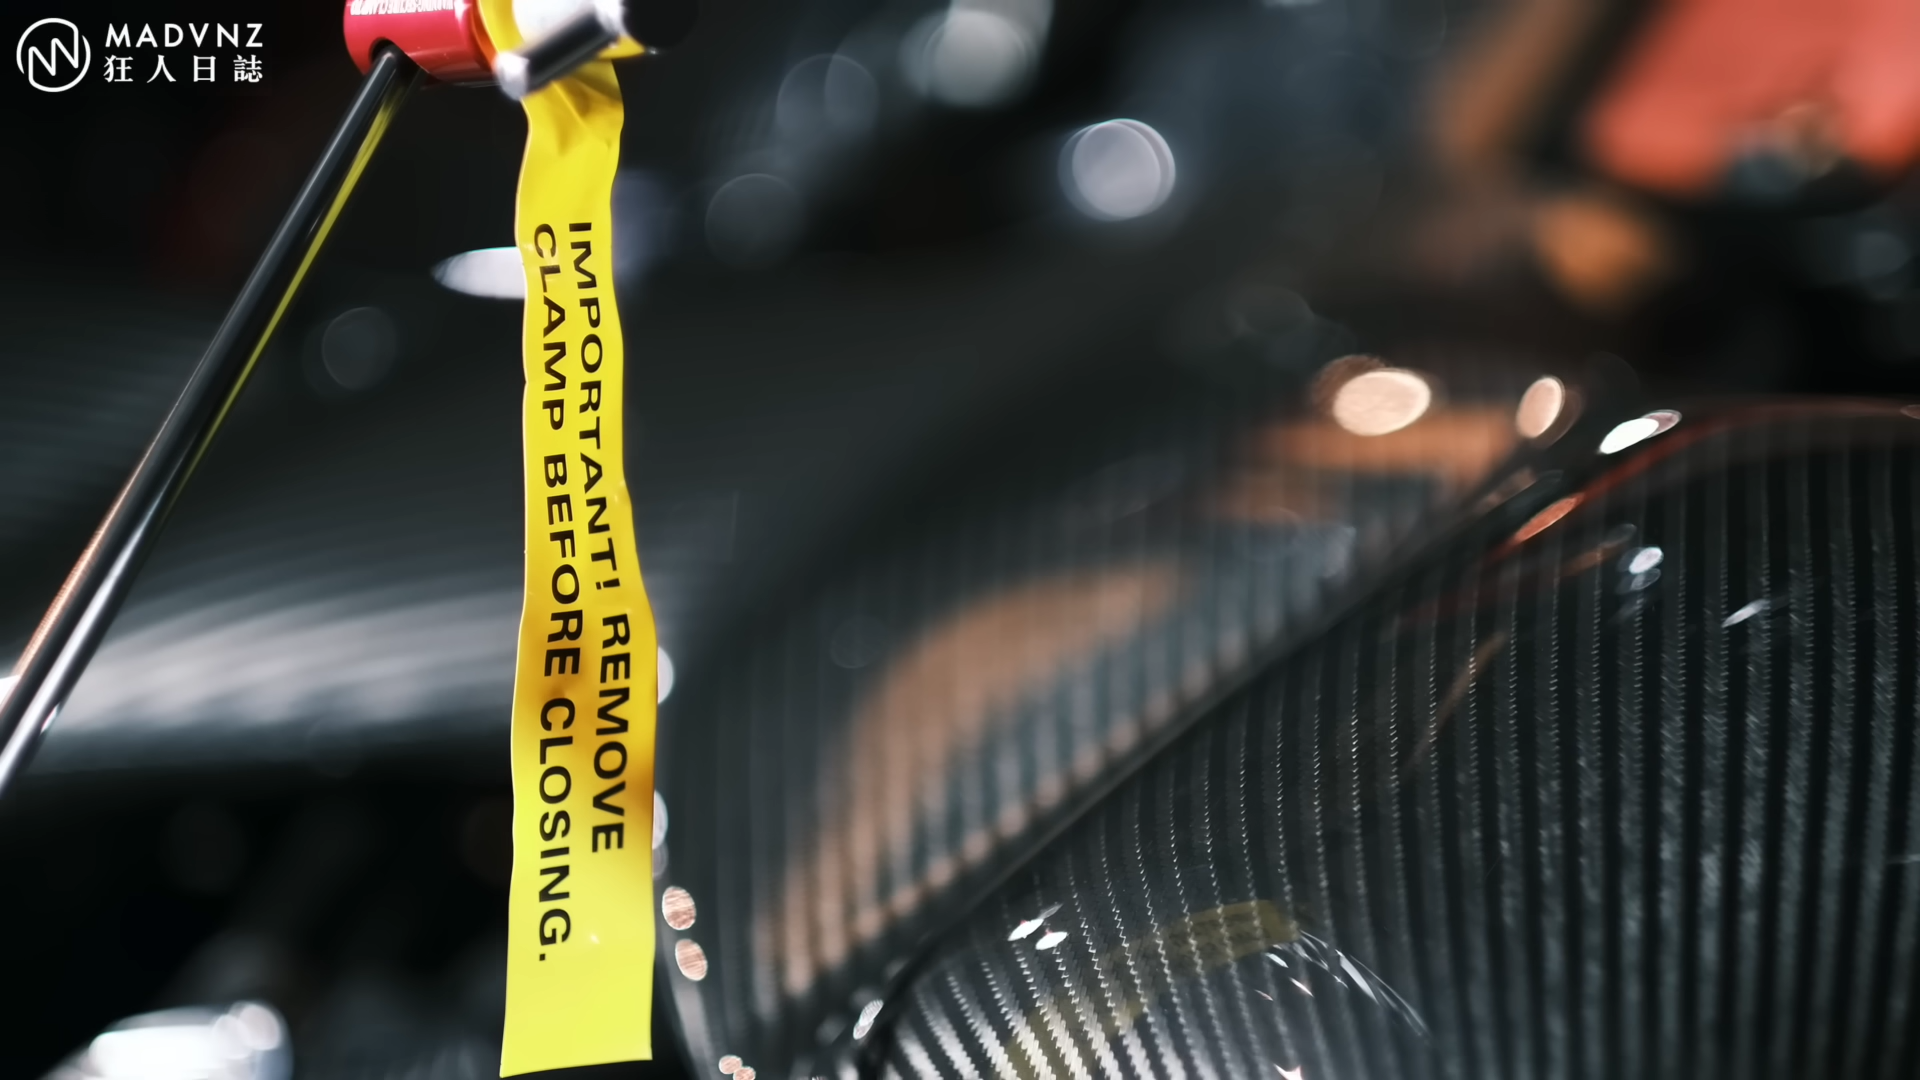 MADVNZ
狂人日誌
IMPORTANT! REMOVE
CLAMP BEFORE CLOSING.